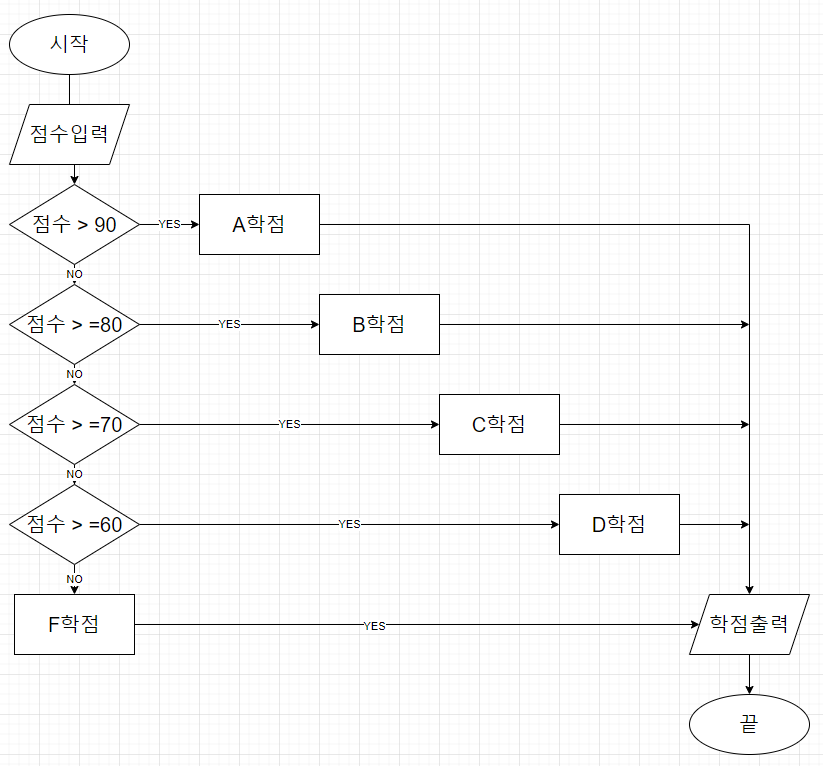 시작
점수입력
점수 > 90
YES
A학점
NO
점수 > =80
YES
B학점
NO
점수 > =70
YES
C학점
NO
점수 > =60
YES
D학점
NO
F학점
YES
학점출력
끝